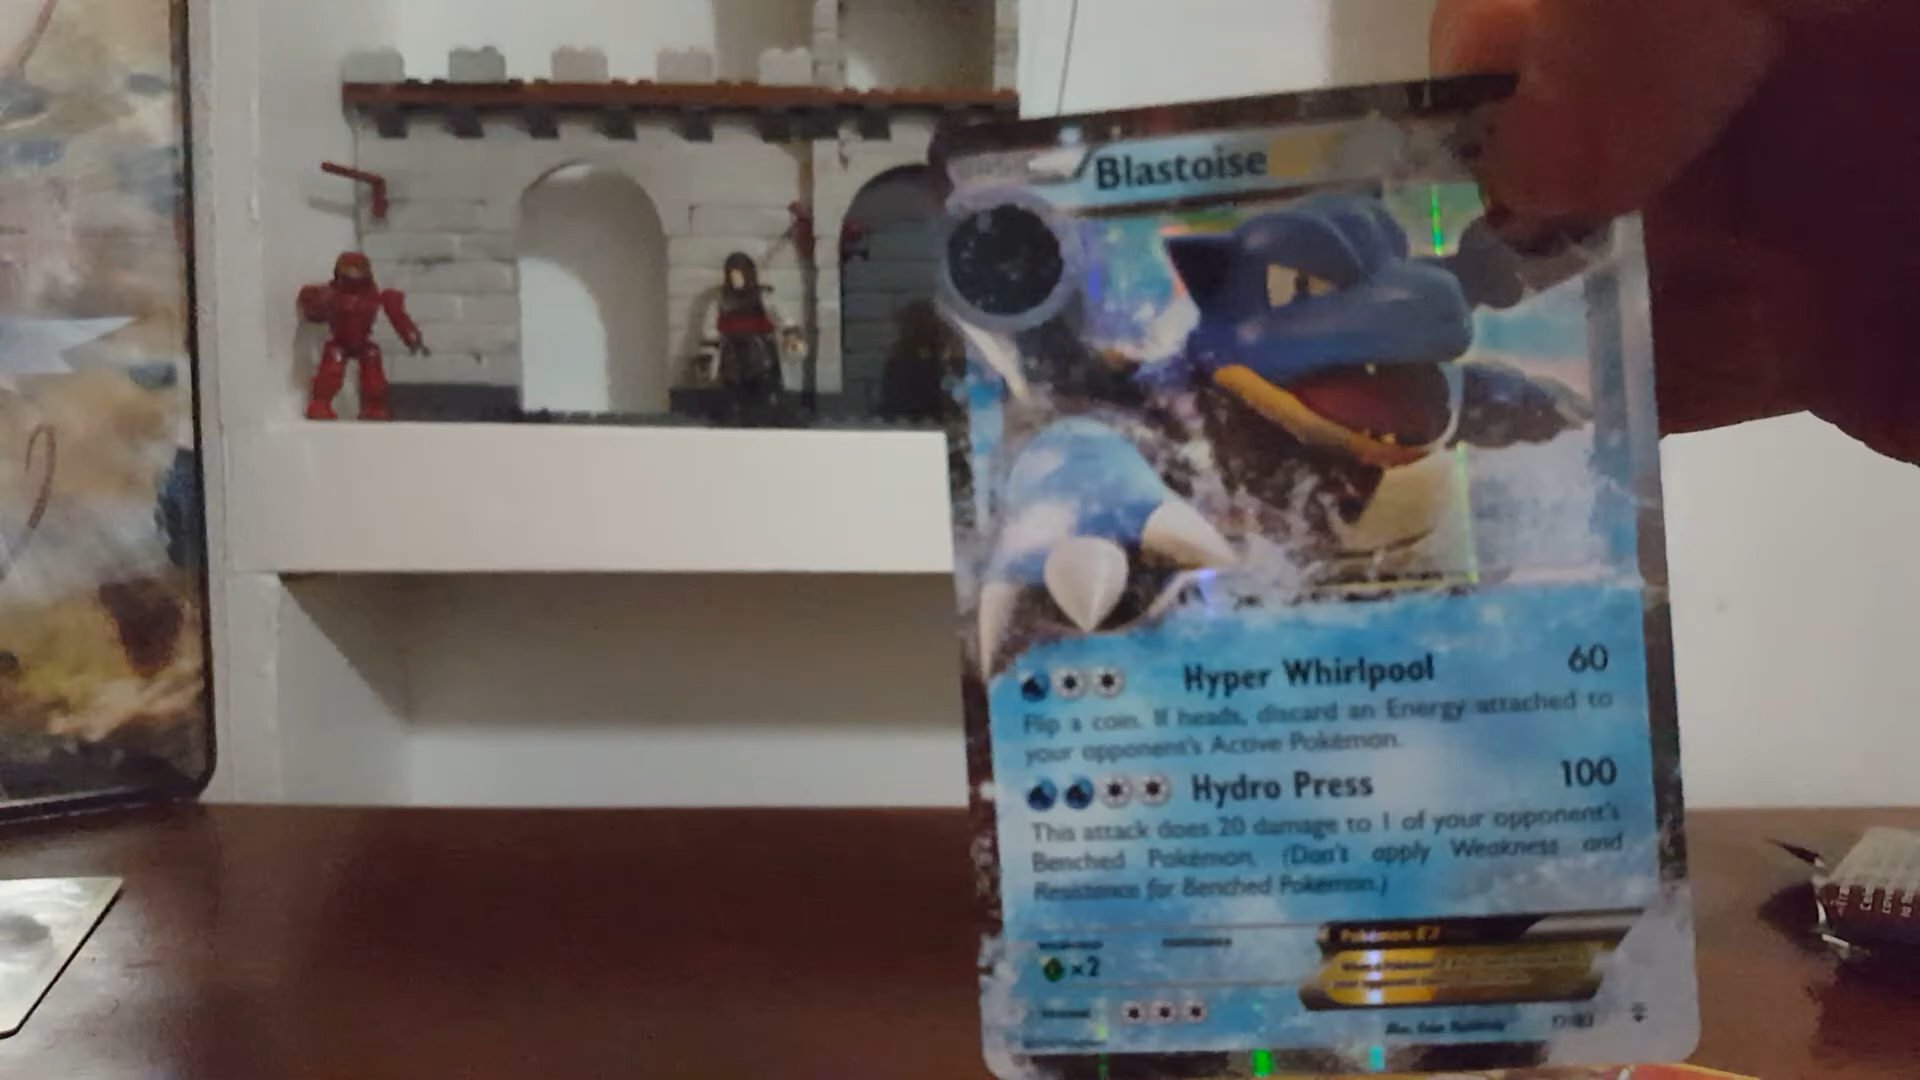 Blastoise
Hyper Whirlpool 60
Flip a coin. If heads, discard an Energy attached to
your opponent's Active Pokémon.
Hydro Press 100
This attack does 20 damage to 1 of your opponent's
Benched Pokémon. (Don't apply Weakness and
Resistance for Benched Pokémon.)
Pokémon EX
×2
17/83